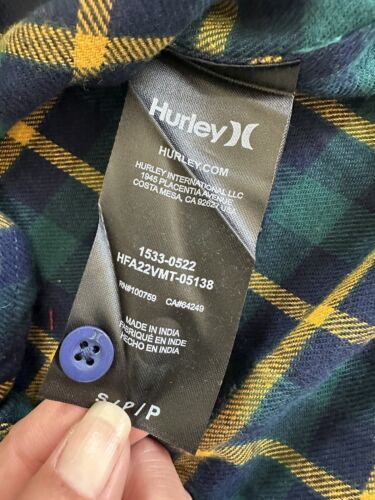 Hurley
HURLEY.COM
HURLEY INTERNATIONAL LLC
1945 PLACENTIA AVENUE
COSTA MESA, CA 92627 USA
1533-0522
HFA22VMT-05138
RN#100759 CA#64249
MADE IN INDIA
FABRIQUÉ EN INDE
HECHO EN INDIA
S/P/P